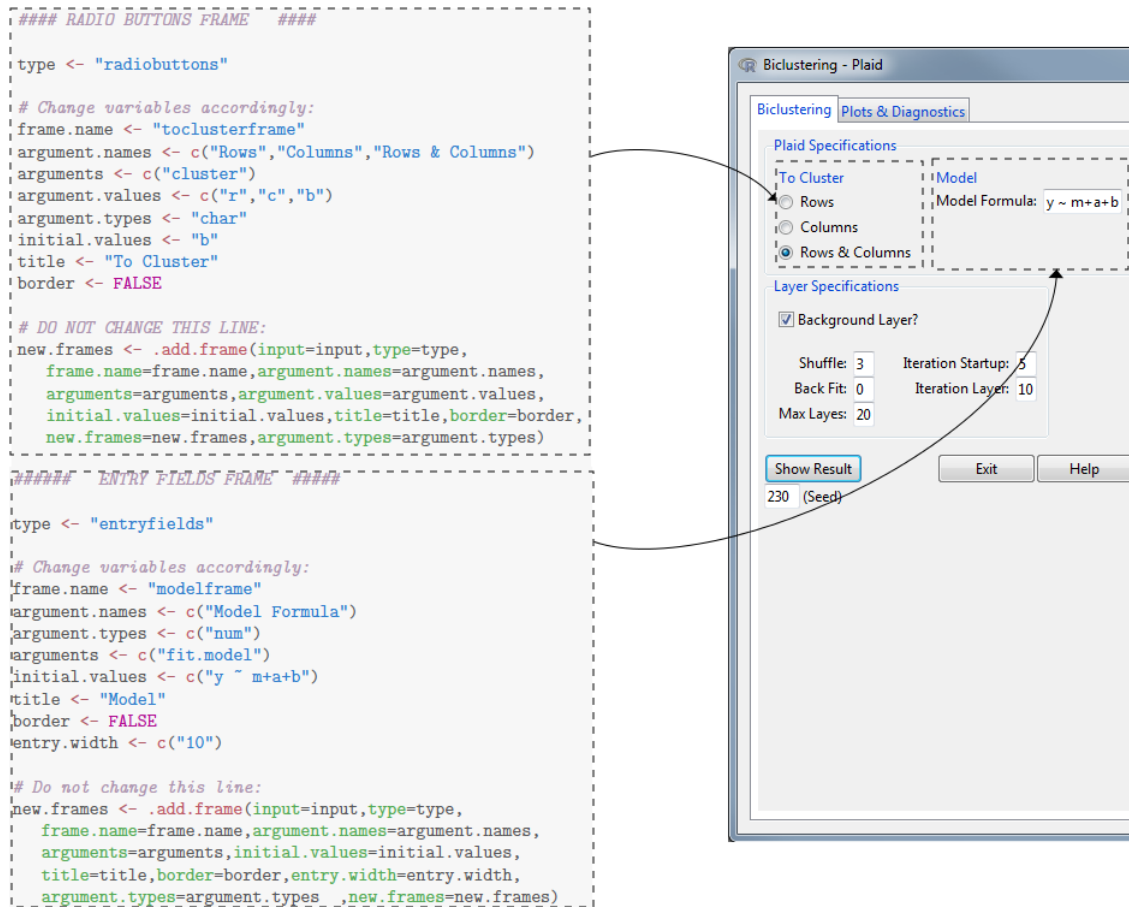 #### RADIO BUTTONS FRAME ####
type <- "radiobuttons"
# Change variables accordingly:
frame.name <- "toclusterframe"
argument.names <- c("Rows","Columns","Rows & Columns")
arguments <- c("cluster")
argument.values <- c("r","c","b")
argument.types <- "char"
initial.values <- "b"
title <- "To Cluster"
border <- FALSE
# DO NOT CHANGE THIS LINE:
new.frames <- .add.frame(input=input,type=type,
frame.name=frame.name,argument.names=argument.names,
arguments=arguments,argument.values=argument.values,
initial.values=initial.values,title=title,border=border,
new.frames=new.frames,argument.types=argument.types)
###### ENTRY FIELDS FRAME #####
type <- "entryfields"
# Change variables accordingly:
frame.name <- "modelframe"
argument.names <- c("Model Formula")
argument.types <- c("num")
arguments <- c("fit.model")
initial.values <- c("y ~ m+a+b")
title <- "Model"
border <- FALSE
entry.width <- c("10")
# Do not change this line:
new.frames <- .add.frame(input=input,type=type,
frame.name=frame.name,argument.names=argument.names,
arguments=arguments,initial.values=initial.values,
title=title,border=border,entry.width=entry.width,
argument.types=argument.types ,new.frames=new.frames)
Biclustering - Plaid
Biclustering Plots & Diagnostics
Plaid Specifications
To Cluster
Rows
Columns
Rows & Columns
Model
Model Formula: y ~ m+a+b
Layer Specifications
Background Layer?
Shuffle: 3 Iteration Startup: 5
Back Fit: 0 Iteration Layer: 10
Max Layes: 20
Show Result Exit Help
230 (Seed)